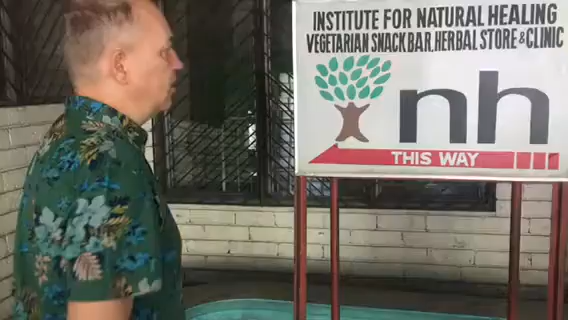 INSTITUTE FOR NATURAL HEALING
VEGETARIAN SNACK BAR, HERBAL STORE & CLINIC
nh
THIS WAY